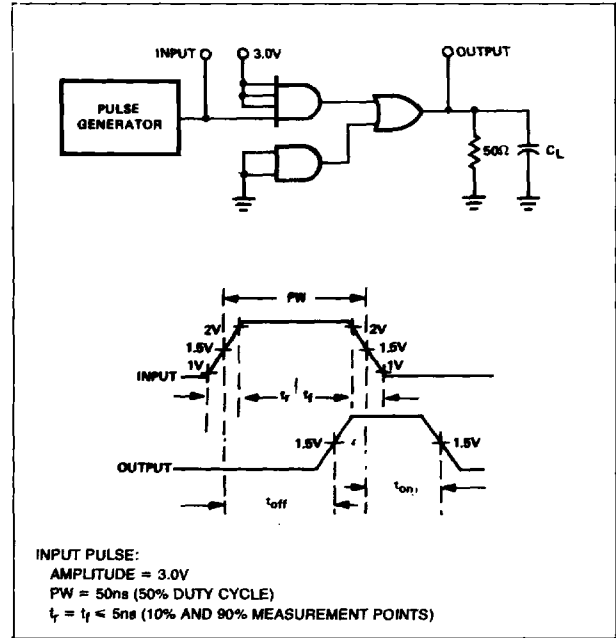 INPUT 3.0V OUTPUT
PULSE
GENERATOR
50Ω CL
PW
2V 2V
1.5V 1.5V
1V 1V
INPUT
tr tf
1.5V 1.5V
OUTPUT
toff ton
INPUT PULSE:
AMPLITUDE = 3.0V
PW = 50ns (50% DUTY CYCLE)
tr = tf ≤ 5ns (10% AND 90% MEASUREMENT POINTS)